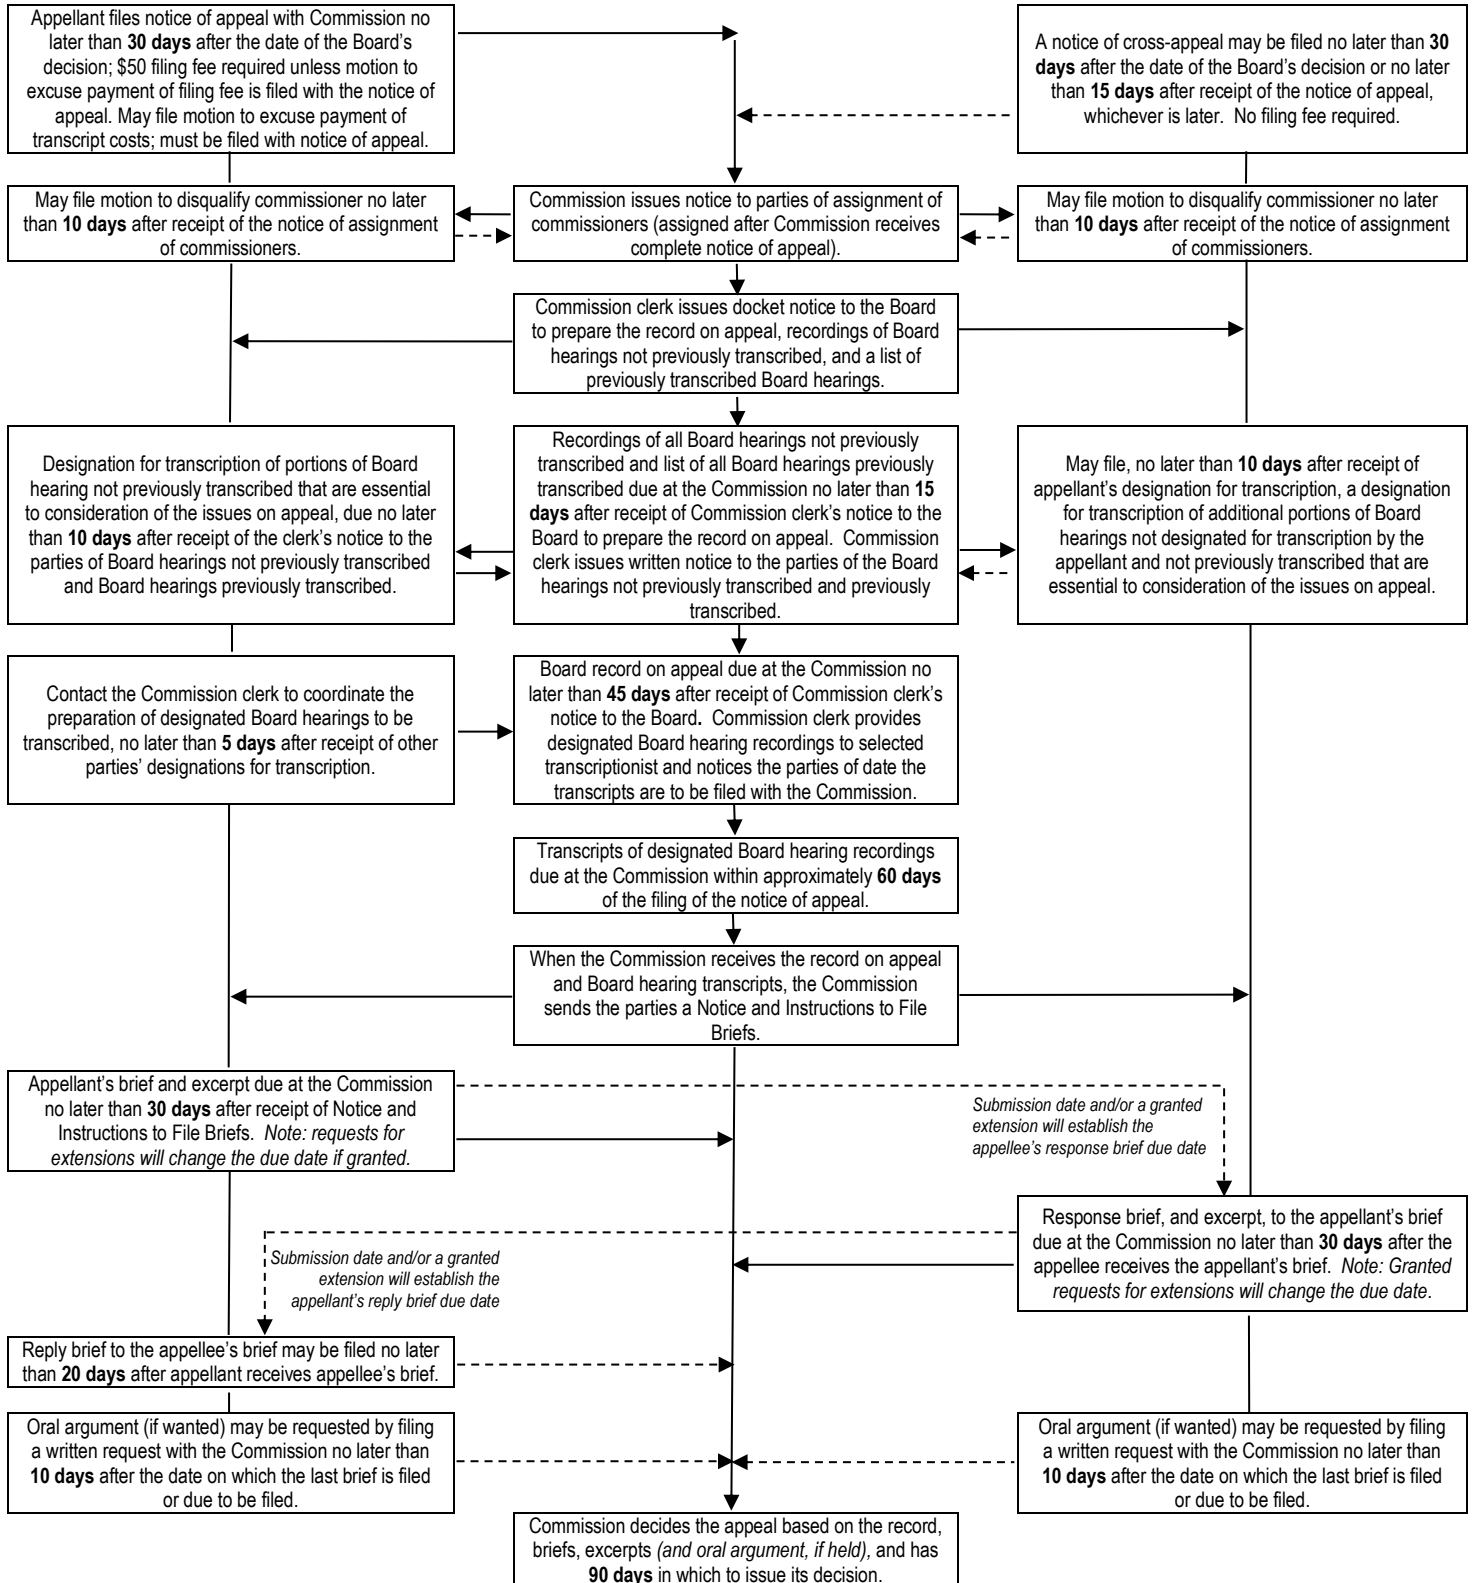 Appellant files notice of appeal with Commission no
later than 30 days after the date of the Board's
decision; $50 filing fee required unless motion to
excuse payment of filing fee is filed with the notice of
appeal. May file motion to excuse payment of
transcript costs; must be filed with notice of appeal.
A notice of cross-appeal may be filed no later than 30
days after the date of the Board's decision or no later
than 15 days after receipt of the notice of appeal,
whichever is later.  No filing fee required.
May file motion to disqualify commissioner no later
than 10 days after receipt of the notice of assignment
of commissioners.
Commission issues notice to parties of assignment of
commissioners (assigned after Commission receives
complete notice of appeal).
May file motion to disqualify commissioner no later
than 10 days after receipt of the notice of assignment
of commissioners.
Commission clerk issues docket notice to the Board
to prepare the record on appeal, recordings of Board
hearings not previously transcribed, and a list of
previously transcribed Board hearings.
Designation for transcription of portions of Board
hearing not previously transcribed that are essential
to consideration of the issues on appeal, due no later
than 10 days after receipt of the clerk's notice to the
parties of Board hearings not previously transcribed
and Board hearings previously transcribed.
Recordings of all Board hearings not previously
transcribed and list of all Board hearings previously
transcribed due at the Commission no later than 15
days after receipt of Commission clerk's notice to the
Board to prepare the record on appeal.  Commission
clerk issues written notice to the parties of the Board
hearings not previously transcribed and previously
transcribed.
May file, no later than 10 days after receipt of
appellant's designation for transcription, a designation
for transcription of additional portions of Board
hearings not designated for transcription by the
appellant and not previously transcribed that are
essential to consideration of the issues on appeal.
Contact the Commission clerk to coordinate the
preparation of designated Board hearings to be
transcribed, no later than 5 days after receipt of other
parties' designations for transcription.
Board record on appeal due at the Commission no
later than 45 days after receipt of Commission clerk's
notice to the Board.  Commission clerk provides
designated Board hearing recordings to selected
transcriptionist and notices the parties of date the
transcripts are to be filed with the Commission.
Transcripts of designated Board hearing recordings
due at the Commission within approximately 60 days
of the filing of the notice of appeal.
When the Commission receives the record on appeal
and Board hearing transcripts, the Commission
sends the parties a Notice and Instructions to File
Briefs.
Appellant's brief and excerpt due at the Commission
no later than 30 days after receipt of Notice and
Instructions to File Briefs.  Note: requests for
extensions will change the due date if granted.
Submission date and/or a granted
extension will establish the
appellee's response brief due date
Response brief, and excerpt, to the appellant's brief
due at the Commission no later than 30 days after the
appellee receives the appellant's brief.  Note: Granted
requests for extensions will change the due date.
Submission date and/or a granted
extension will establish the
appellant's reply brief due date
Reply brief to the appellee's brief may be filed no later
than 20 days after appellant receives appellee's brief.
Oral argument (if wanted) may be requested by filing
a written request with the Commission no later than
10 days after the date on which the last brief is filed
or due to be filed.
Oral argument (if wanted) may be requested by filing
a written request with the Commission no later than
10 days after the date on which the last brief is filed
or due to be filed.
Commission decides the appeal based on the record,
briefs, excerpts (and oral argument, if held), and has
90 days in which to issue its decision.